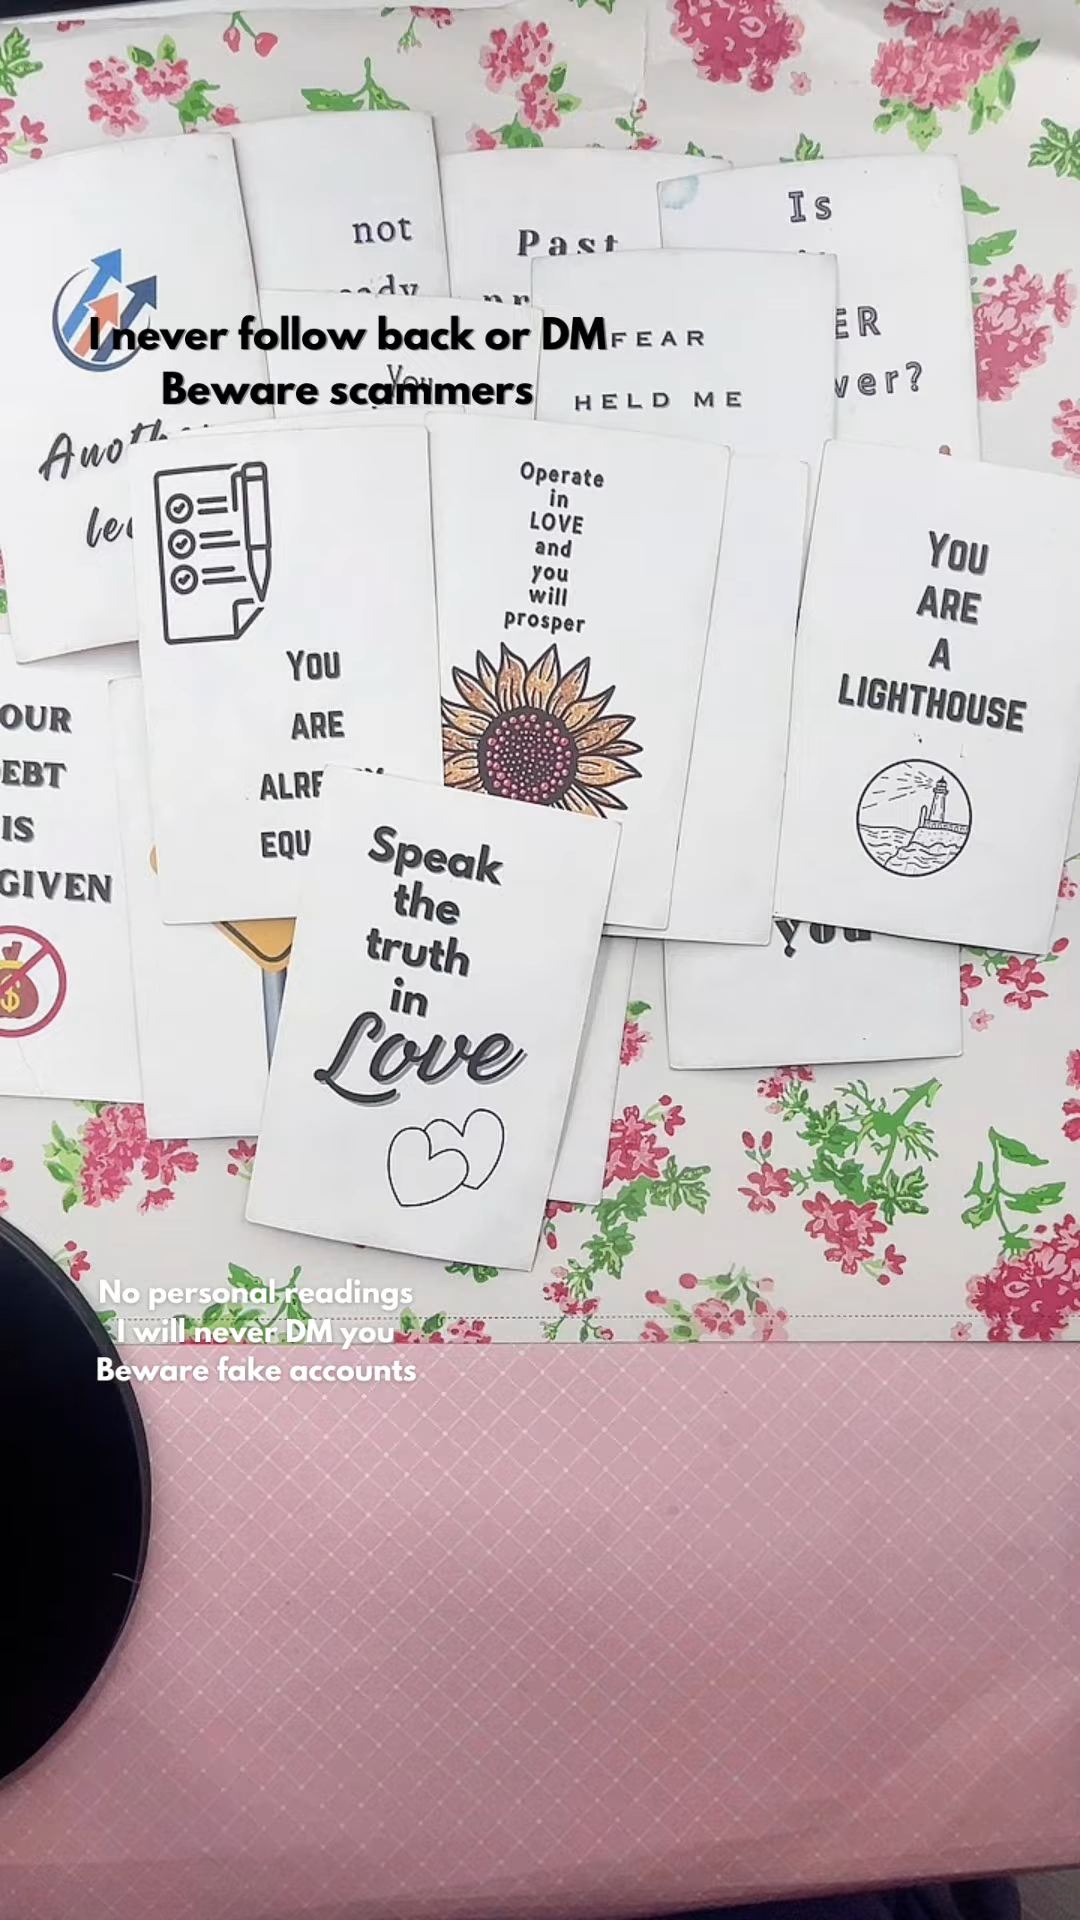 Is
not
Past
I never follow back or DM
Beware scammers
FEAR
HELD ME
You
Operate
in
LOVE
and
you
will
prosper
YOU
ARE
A
LIGHTHOUSE
YOU
ARE
OUR
EBT
IS
GIVEN
Speak
the
truth
in
Love
you
No personal readings
I will never DM you
Beware fake accounts